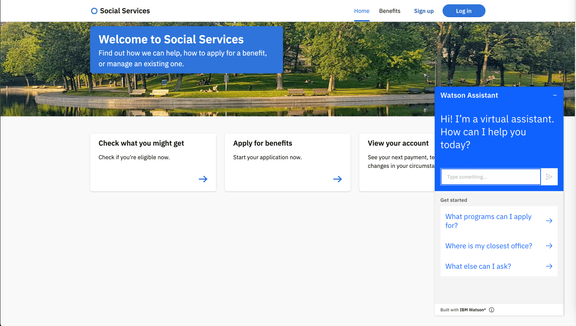 Social Services
Home
Benefits
Sign up
Log in
Welcome to Social Services
Find out how we can help, how to apply for a benefit,
or manage an existing one.
Check what you might get
Check if you're eligible now.
Apply for benefits
Start your application now.
View your account
See your next payment, te
changes in your circumsta
Watson Assistant
Hi! I'm a virtual assistant.
How can I help you
today?
Type something...
Get started
What programs can I apply
for?
Where is my closest office?
What else can I ask?
Built with IBM Watson®